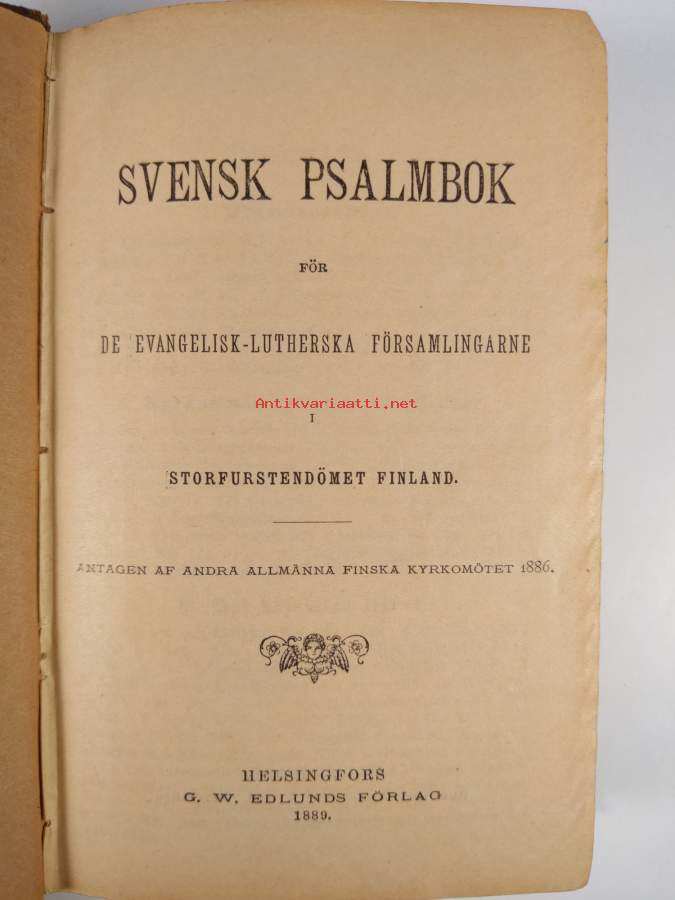 SVENSK PSALMBOK
FÖR
DE EVANGELISK-LUTHERSKA FÖRSAMLINGARNE
Antikvariaatti.net
I
STORFURSTENDÖMET FINLAND.
ANTAGEN AF ANDRA ALLMÄNNA FINSKA KYRKOMÖTET 1886.
HELSINGFORS
G. W. EDLUNDS FÖRLAG
1889.